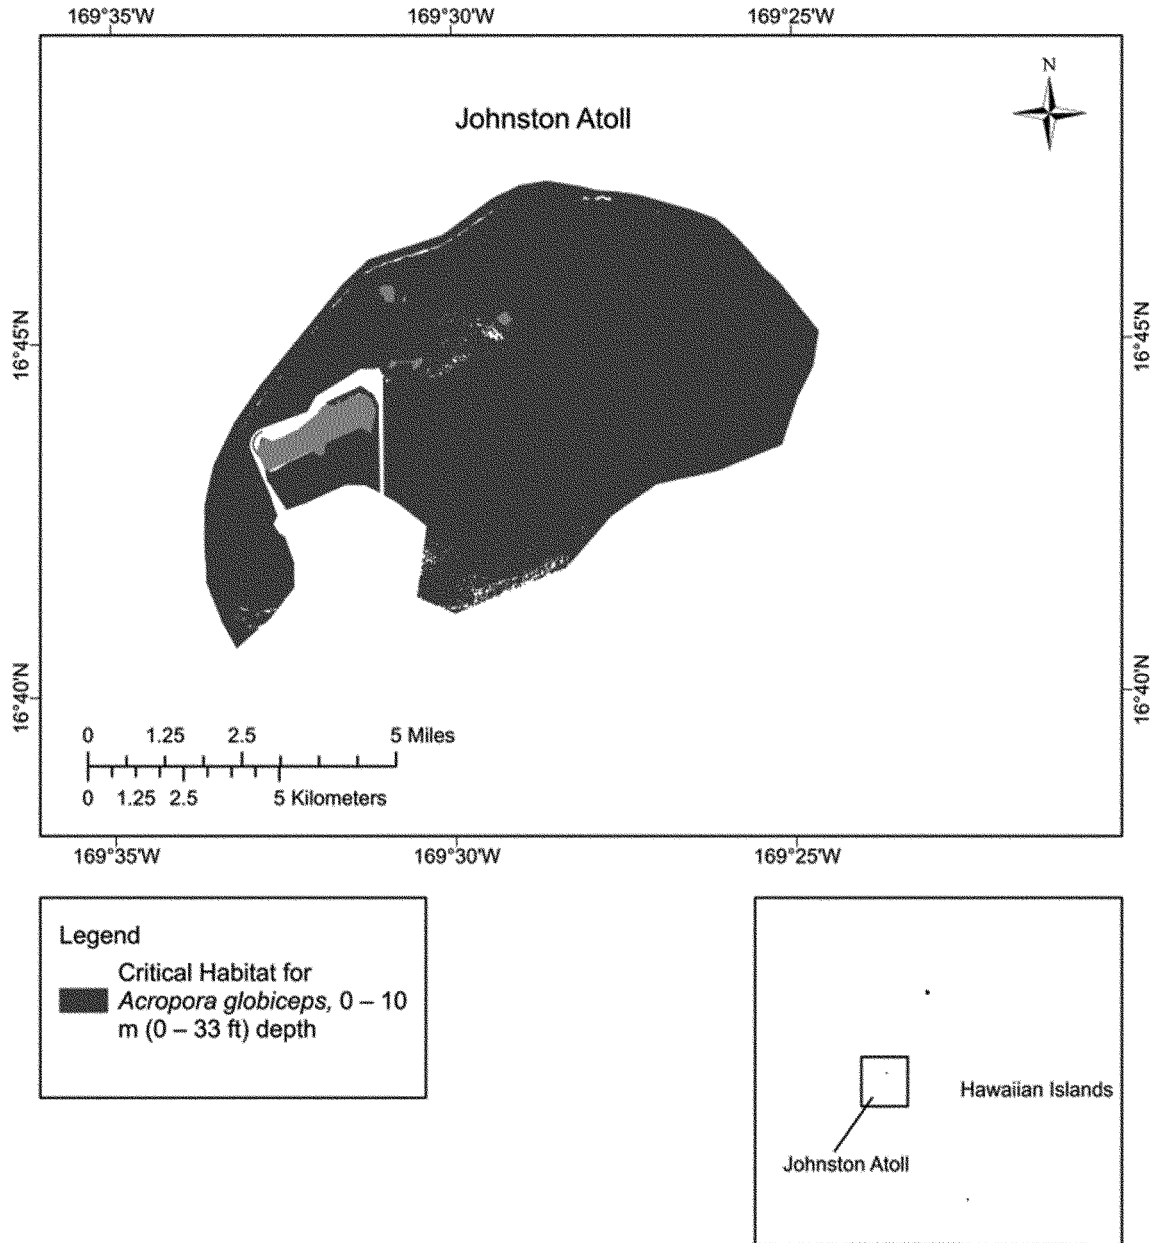 169°35'W 169°30'W 169°25'W
N
Johnston Atoll
16°45'N 16°45'N
16°40'N 16°40'N
0 1.25 2.5 5 Miles
0 1.25 2.5 5 Kilometers
169°35'W 169°30'W 169°25'W
Legend
Critical Habitat for
Acropora globiceps, 0 – 10
m (0 – 33 ft) depth
Hawaiian Islands
Johnston Atoll